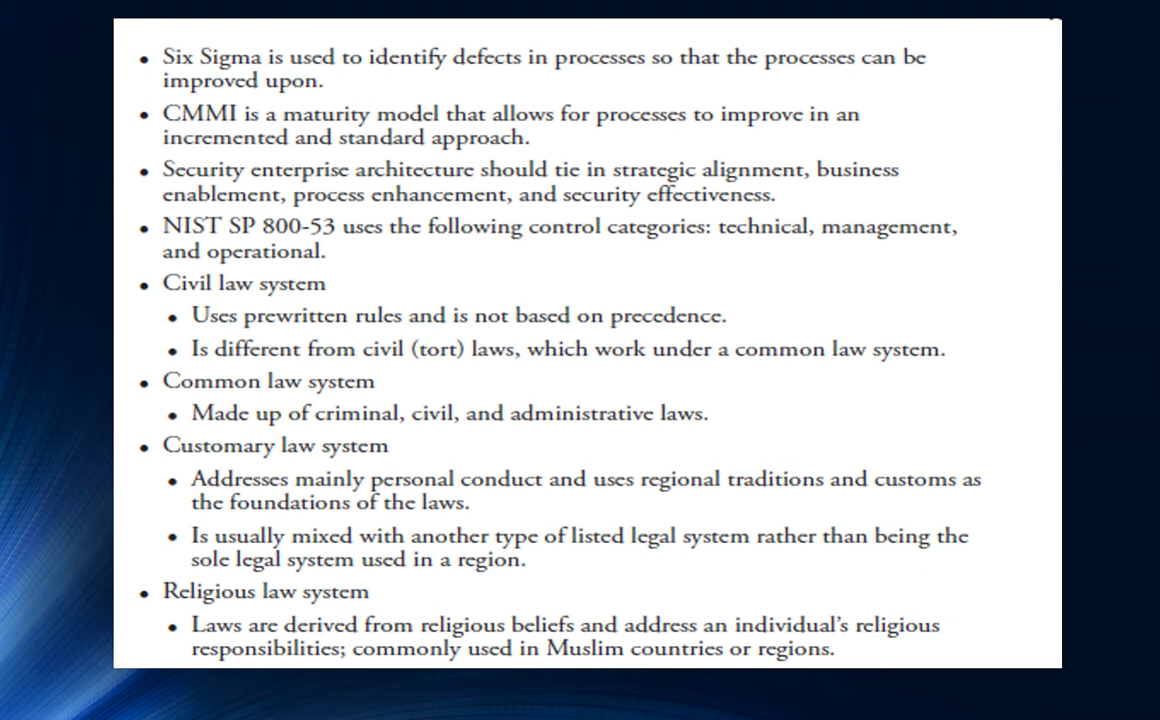 • Six Sigma is used to identify defects in processes so that the processes can be
improved upon.
• CMMI is a maturity model that allows for processes to improve in an
incremented and standard approach.
• Security enterprise architecture should tie in strategic alignment, business
enablement, process enhancement, and security effectiveness.
• NIST SP 800-53 uses the following control categories: technical, management,
and operational.
• Civil law system
• Uses prewritten rules and is not based on precedence.
• Is different from civil (tort) laws, which work under a common law system.
• Common law system
• Made up of criminal, civil, and administrative laws.
• Customary law system
• Addresses mainly personal conduct and uses regional traditions and customs as
the foundations of the laws.
• Is usually mixed with another type of listed legal system rather than being the
sole legal system used in a region.
• Religious law system
• Laws are derived from religious beliefs and address an individual’s religious
responsibilities; commonly used in Muslim countries or regions.